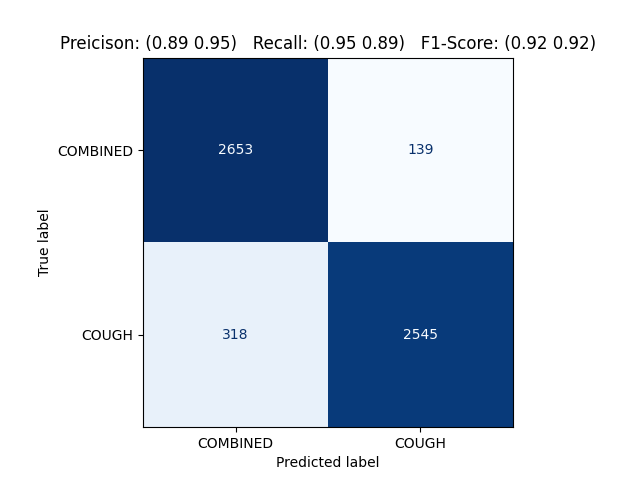 Preicison: (0.89 0.95)   Recall: (0.95 0.89)   F1-Score: (0.92 0.92)
COMBINED
2653
139
True label
COUGH
318
2545
COMBINED
COUGH
Predicted label